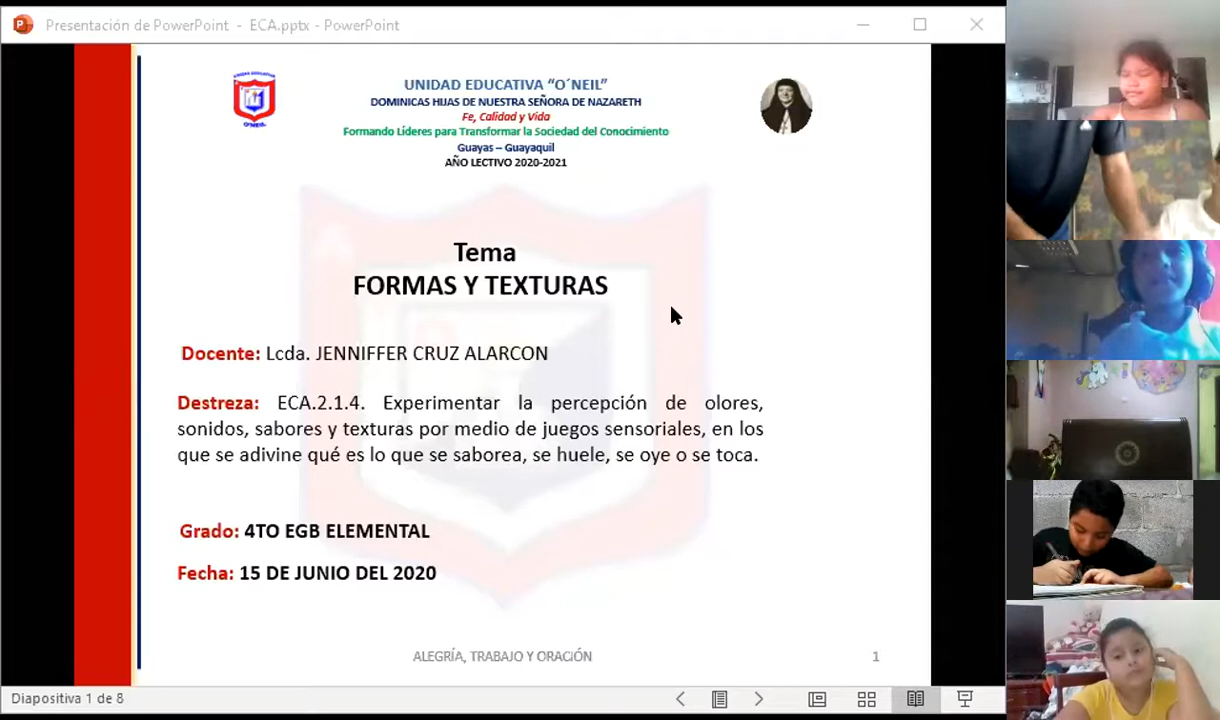 Presentación de PowerPoint - ECA.pptx - PowerPoint
UNIDAD EDUCATIVA
O´NEIL
UNIDAD EDUCATIVA “O´NEIL”
DOMINICAS HIJAS DE NUESTRA SEÑORA DE NAZARETH
Fe, Calidad y Vida
Formando Líderes para Transformar la Sociedad del Conocimiento
Guayas – Guayaquil
AÑO LECTIVO 2020-2021
Tema
FORMAS Y TEXTURAS
Docente: Lcda. JENNIFFER CRUZ ALARCON
Destreza: ECA.2.1.4. Experimentar la percepción de olores,
sonidos, sabores y texturas por medio de juegos sensoriales, en los
que se adivine qué es lo que se saborea, se huele, se oye o se toca.
Grado: 4TO EGB ELEMENTAL
Fecha: 15 DE JUNIO DEL 2020
ALEGRÍA, TRABAJO Y ORACIÓN
1
Diapositiva 1 de 8